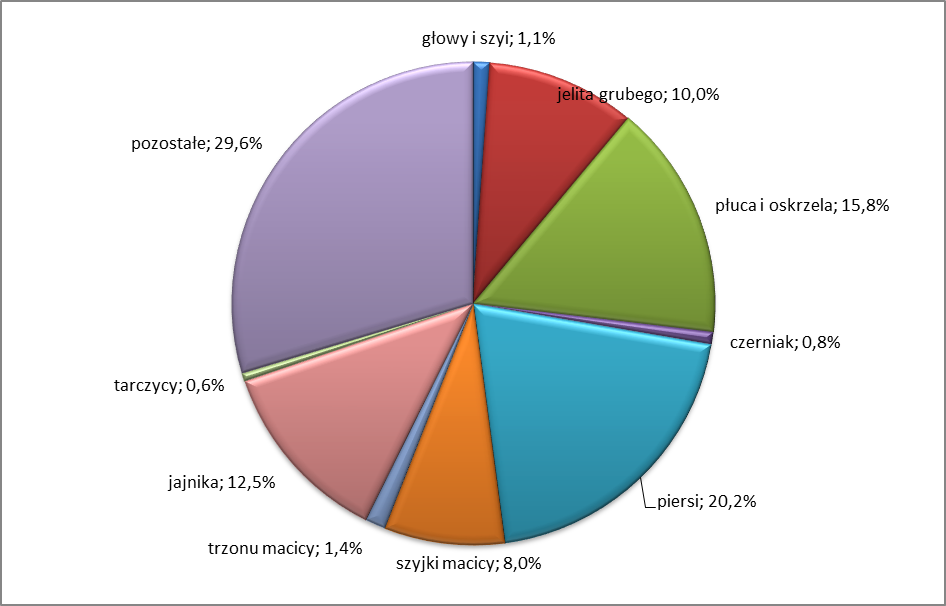 głowy i szyi; 1,1%
jelita grubego; 10,0%
pozostałe; 29,6%
płuca i oskrzela; 15,8%
czerniak; 0,8%
tarczycy; 0,6%
jajnika; 12,5%
piersi; 20,2%
trzonu macicy; 1,4%
szyjki macicy; 8,0%